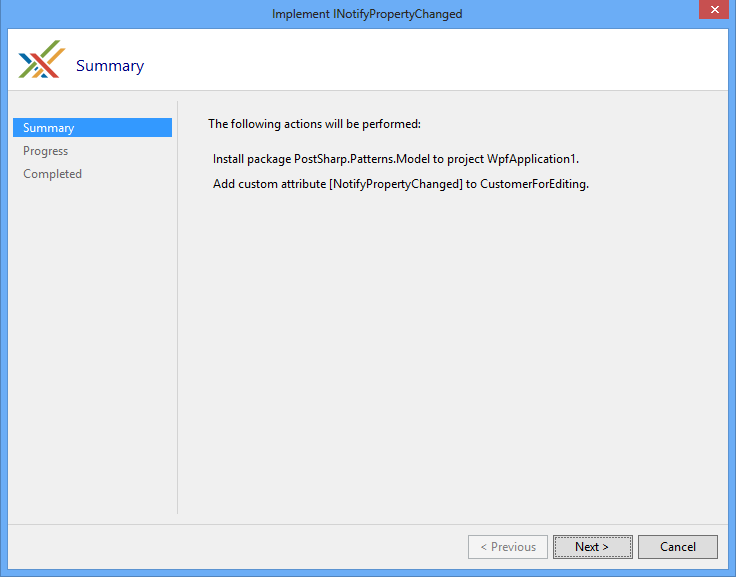 Implement INotifyPropertyChanged
Summary
Summary
Progress
Completed
The following actions will be performed:
Install package PostSharp.Patterns.Model to project WpfApplication1.
Add custom attribute [NotifyPropertyChanged] to CustomerForEditing.
< Previous
Next >
Cancel